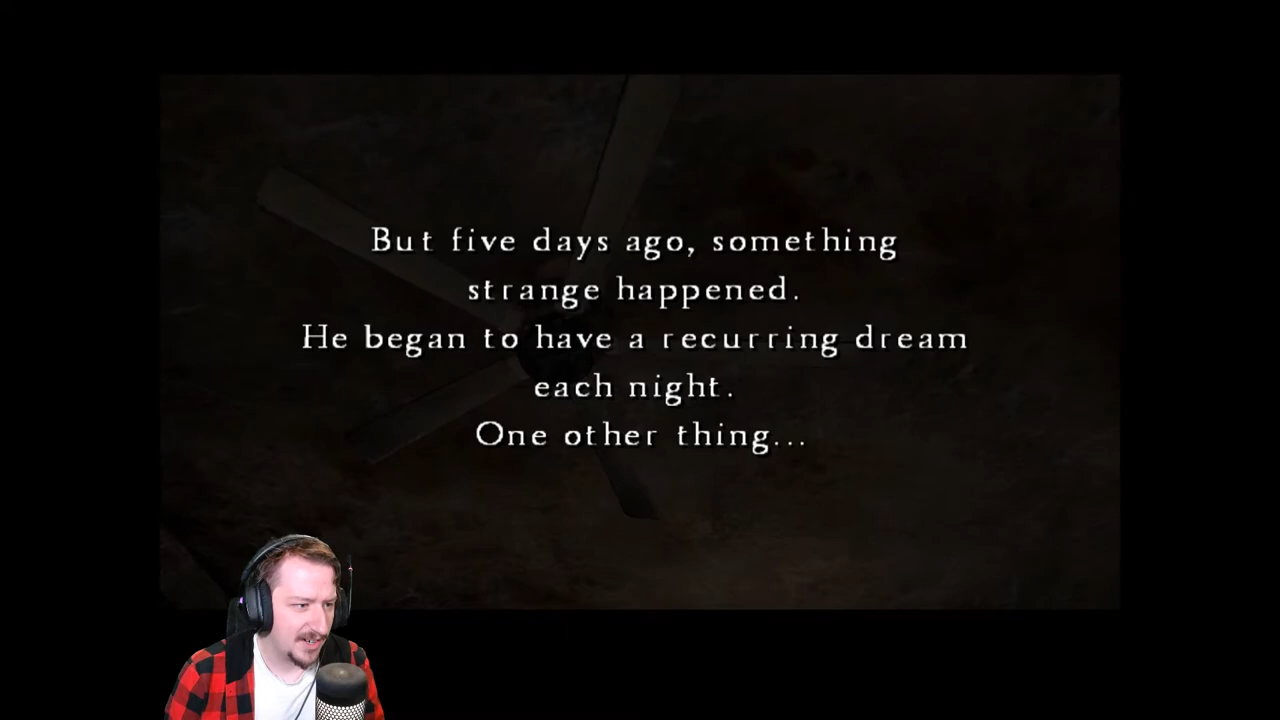 But five days ago, something
strange happened.
He began to have a recurring dream
each night.
One other thing...